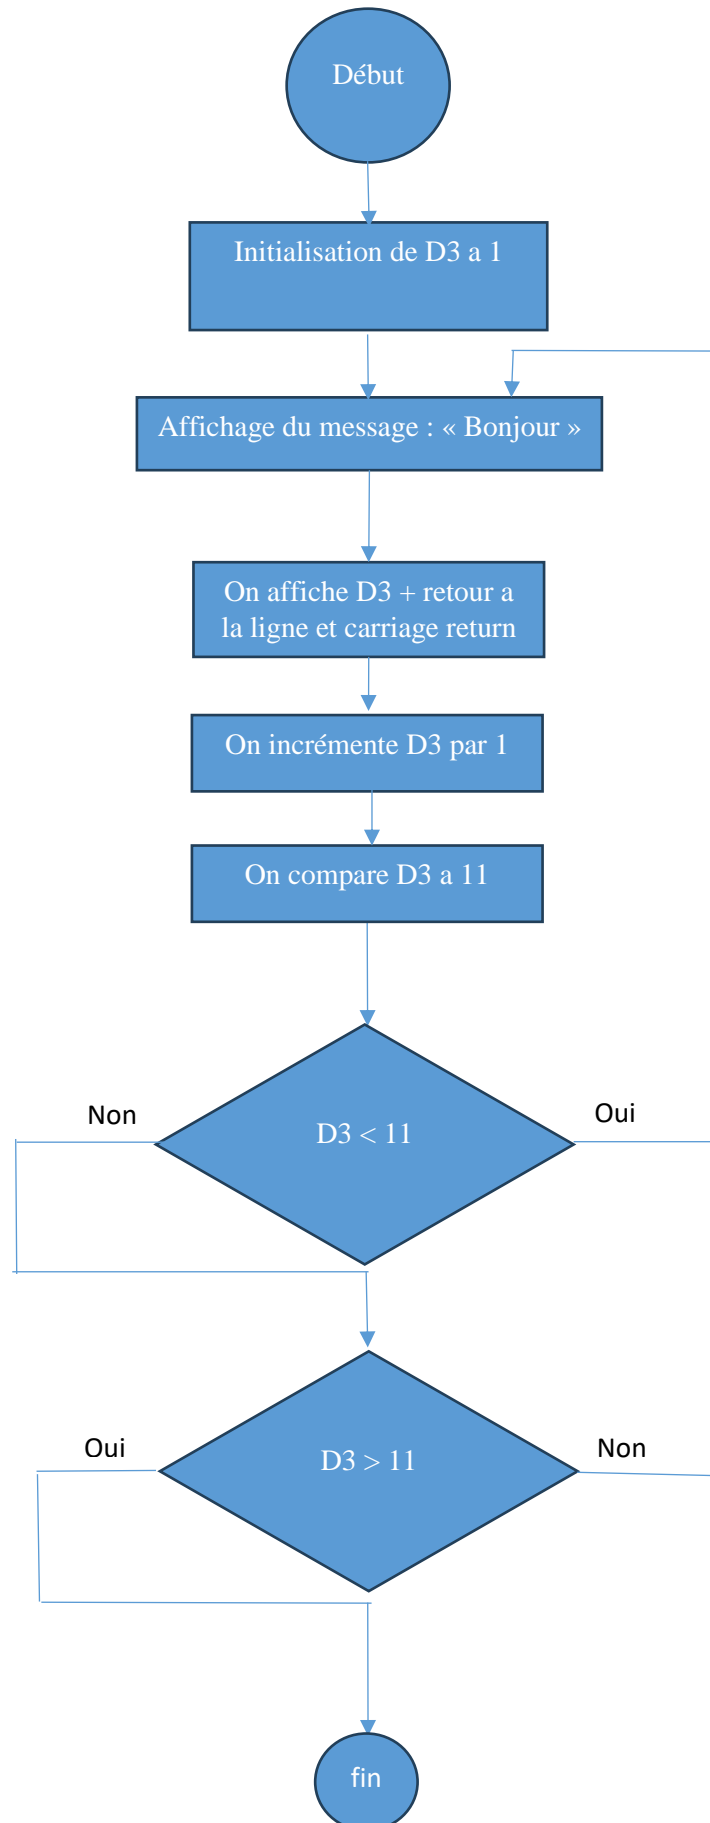 Début
Initialisation de D3 a 1
Affichage du message : « Bonjour »
On affiche D3 + retour a
la ligne et carriage return
On incrémente D3 par 1
On compare D3 a 11
Non
D3 < 11
Oui
Oui
D3 > 11
Non
fin